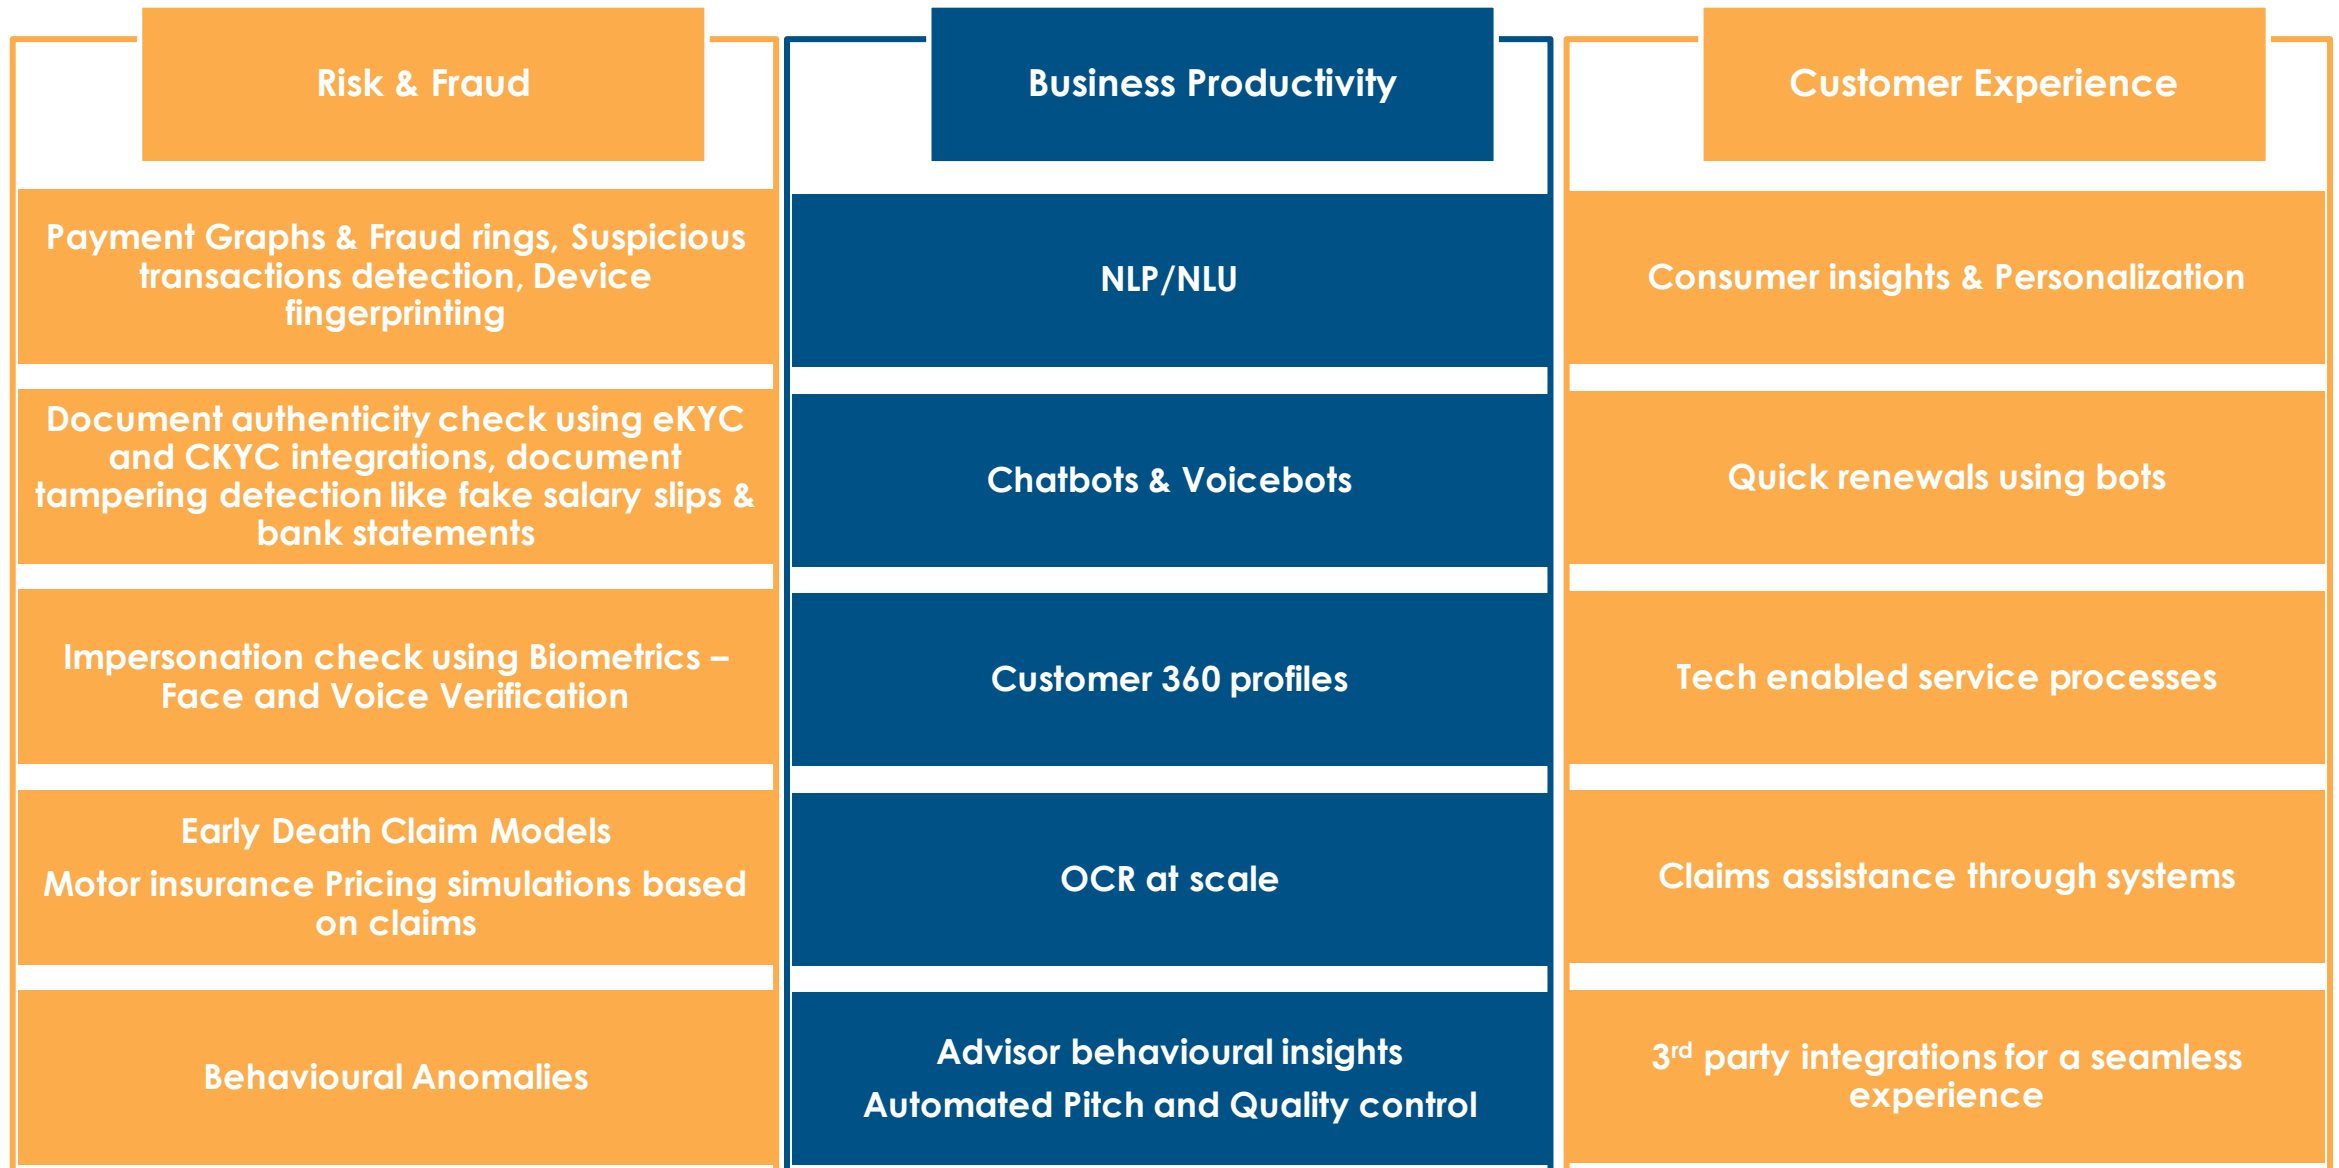 Risk & Fraud
Payment Graphs & Fraud rings, Suspicious
transactions detection, Device
fingerprinting
Document authenticity check using eKYC
and CKYC integrations, document
tampering detection like fake salary slips &
bank statements
Impersonation check using Biometrics –
Face and Voice Verification
Early Death Claim Models
Motor insurance Pricing simulations based
on claims
Behavioural Anomalies
Business Productivity
NLP/NLU
Chatbots & Voicebots
Customer 360 profiles
OCR at scale
Advisor behavioural insights
Automated Pitch and Quality control
Customer Experience
Consumer insights & Personalization
Quick renewals using bots
Tech enabled service processes
Claims assistance through systems
3rd party integrations for a seamless
experience